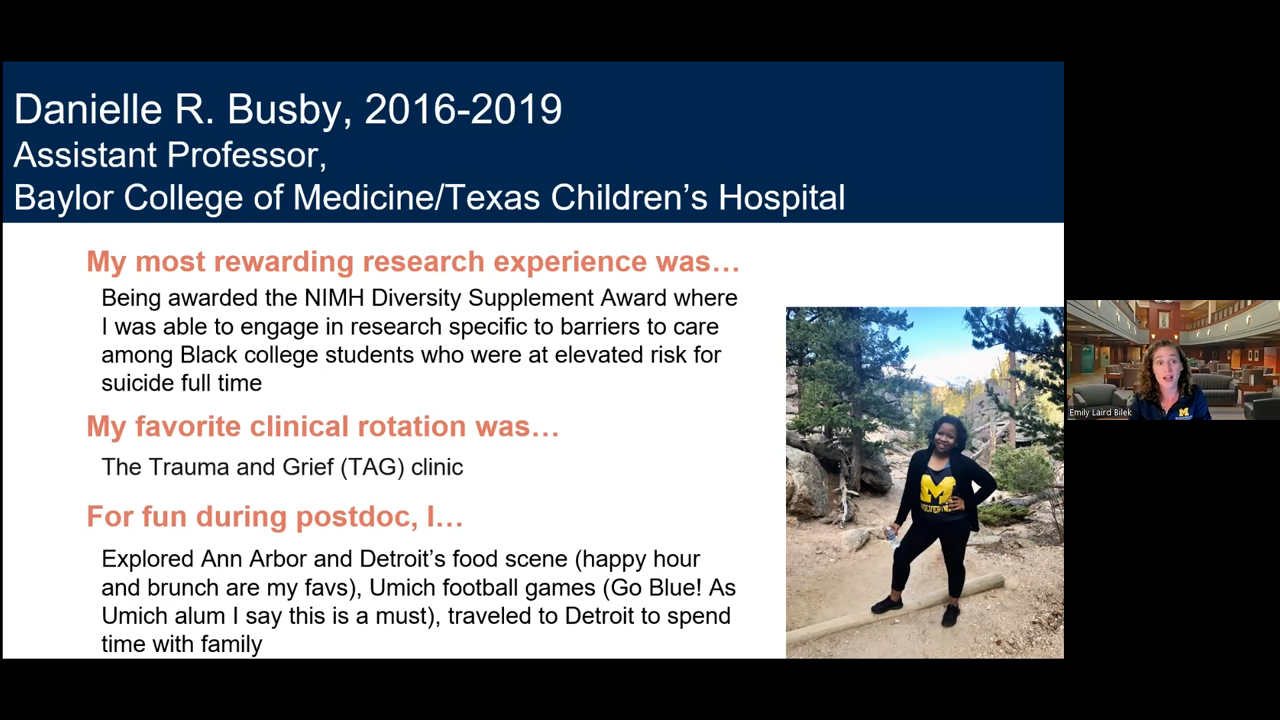 Danielle R. Busby, 2016-2019
Assistant Professor,
Baylor College of Medicine/Texas Children’s Hospital
My most rewarding research experience was…
Being awarded the NIMH Diversity Supplement Award where
I was able to engage in research specific to barriers to care
among Black college students who were at elevated risk for
suicide full time
My favorite clinical rotation was…
The Trauma and Grief (TAG) clinic
For fun during postdoc, I…
Explored Ann Arbor and Detroit’s food scene (happy hour
and brunch are my favs), Umich football games (Go Blue! As
Umich alum I say this is a must), traveled to Detroit to spend
time with family
M
Emily Laird Bilek
M